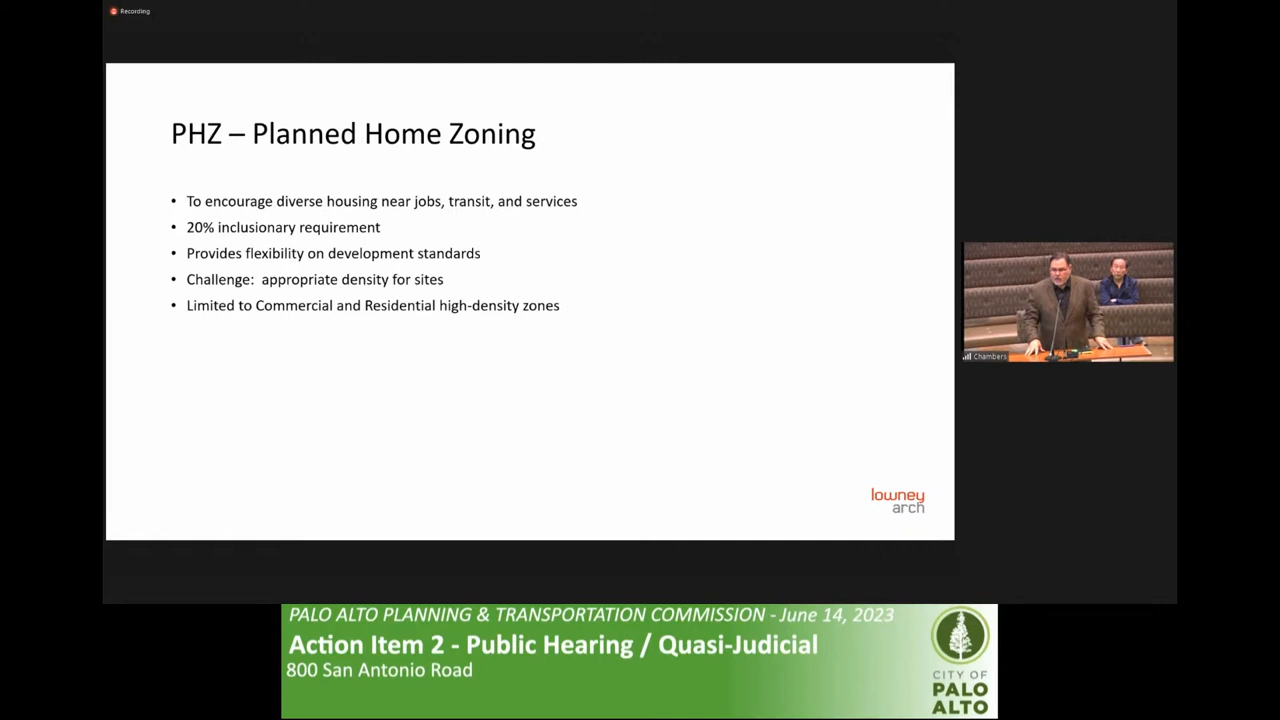 Recording
PHZ – Planned Home Zoning
• To encourage diverse housing near jobs, transit, and services
• 20% inclusionary requirement
• Provides flexibility on development standards
• Challenge:  appropriate density for sites
• Limited to Commercial and Residential high-density zones
lowney
arch
Chambers
PALO ALTO PLANNING & TRANSPORTATION COMMISSION - June 14, 2023
Action Item 2 - Public Hearing / Quasi-Judicial
800 San Antonio Road
CITY OF
PALO
ALTO